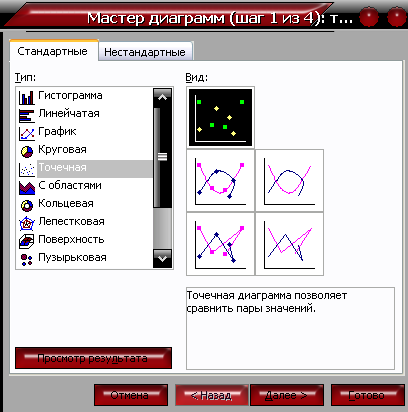 Мастер диаграмм (шаг 1 из 4): т...
Стандартные
Нестандартные
Тип:
Вид:
Гистограмма
Линейчатая
График
Круговая
Точечная
С областями
Кольцевая
Лепестковая
Поверхность
Пузырьковая
Точечная диаграмма позволяет
сравнить пары значений.
Просмотр результата
Отмена
< Назад
Далее >
Готово